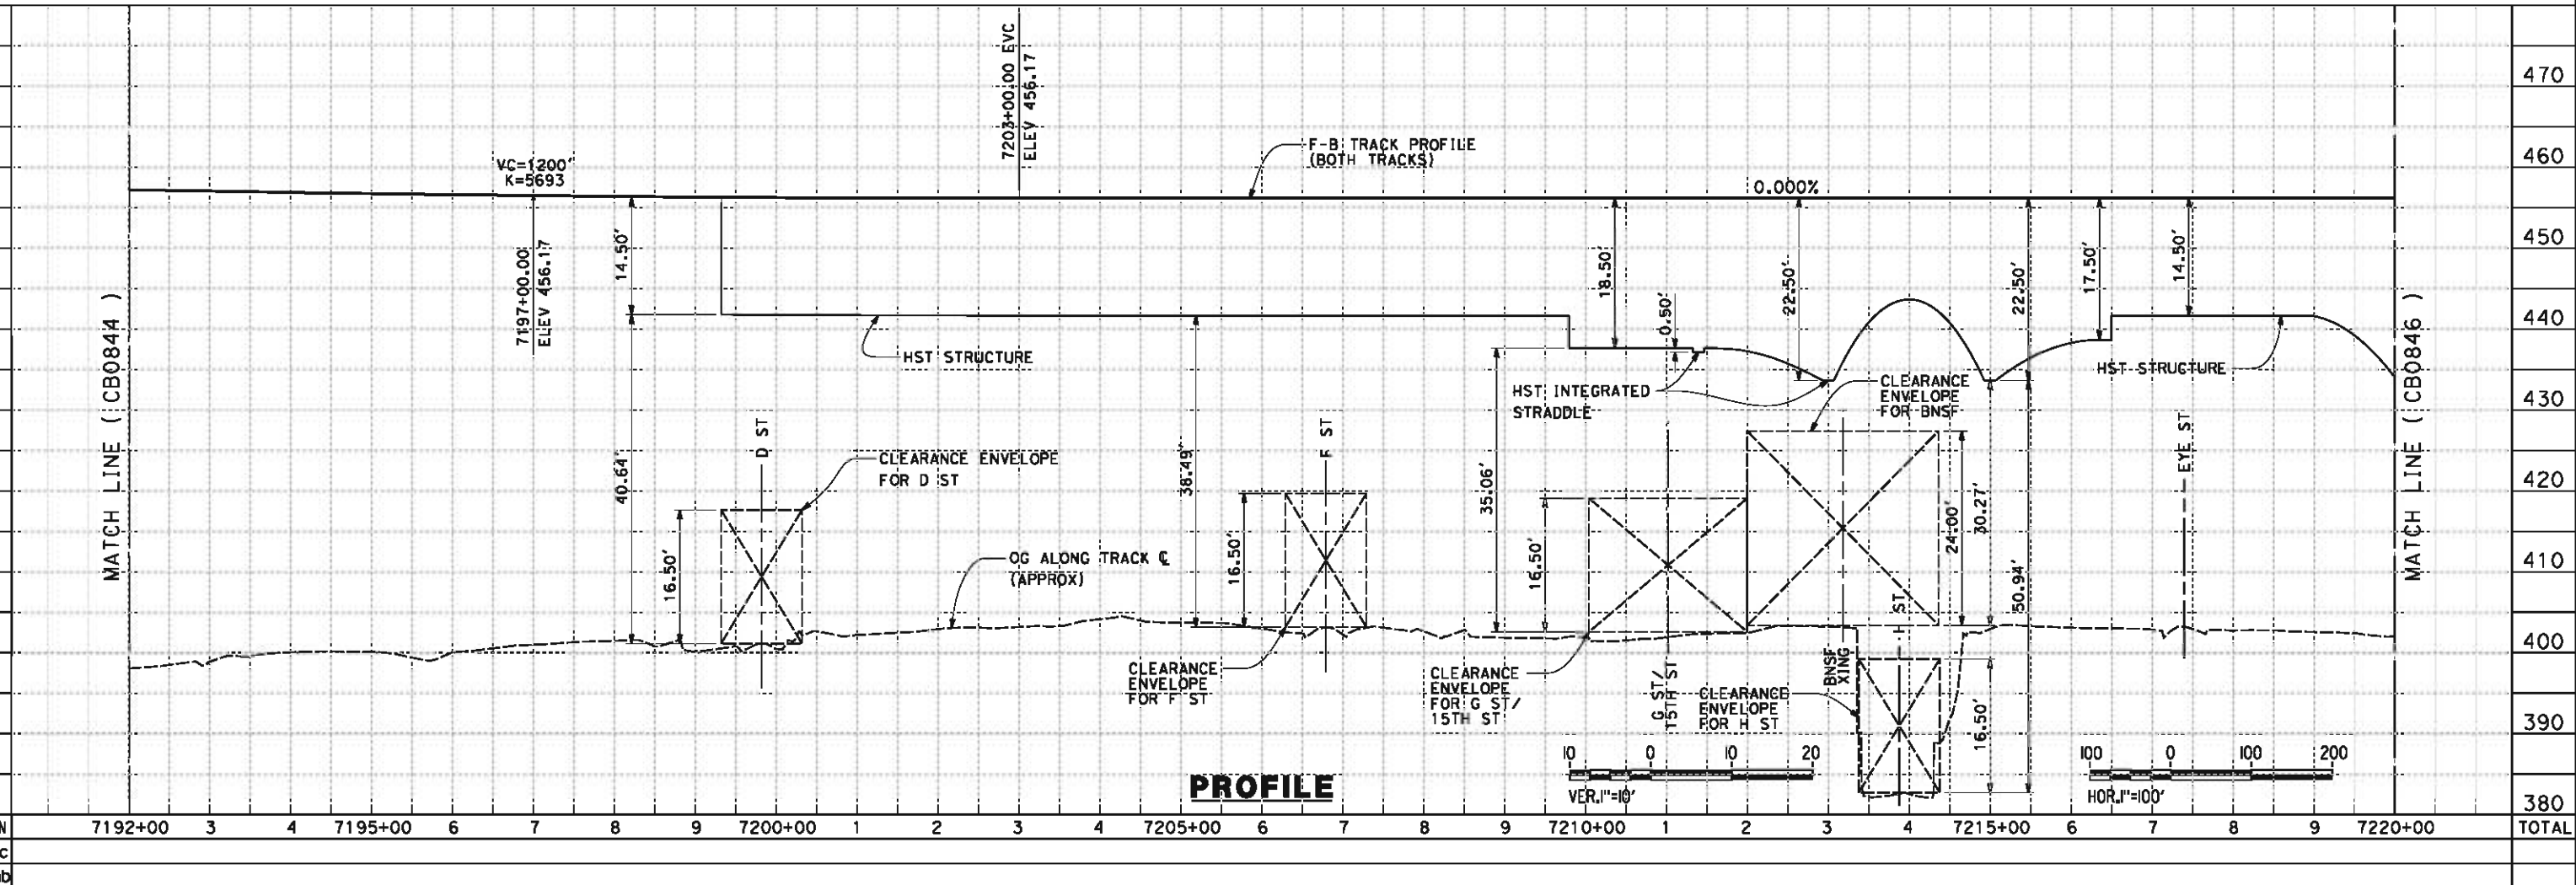 7203+00.00 EVC
ELEV 456.17
470
F-B TRACK PROFILE
(BOTH TRACKS)
VC=1200'
K=5693
460
0.000%
14.50'
7197+00.00
ELEV 456.17
18.50'
0.50'
22.50'
22.50'
17.50'
14.50'
450
440
HST STRUCTURE
HST STRUCTURE
MATCH LINE ( CB0844 )
MATCH LINE ( CB0846 )
HST INTEGRATED
STRADDLE
CLEARANCE
ENVELOPE
FOR BNSF
430
40.64'
D ST
CLEARANCE ENVELOPE
FOR D ST
38.49'
F ST
35.06'
EYE ST
420
16.50'
16.50'
16.50'
24.00'
30.27'
50.94'
OG ALONG TRACK ℄
(APPROX)
410
400
CLEARANCE
ENVELOPE
FOR F ST
CLEARANCE
ENVELOPE
FOR G ST/
15TH ST
G ST/
15TH ST
CLEARANCE
ENVELOPE
FOR H ST
BNSF
XING
H ST
16.50'
390
PROFILE
10 0 10 20
VER.1"=10'
100 0 100 200
HOR.1"=100'
380
N 7192+00 3 4 7195+00 6 7 8 9 7200+00 1 2 3 4 7205+00 6 7 8 9 7210+00 1 2 3 4 7215+00 6 7 8 9 7220+00 TOTAL
c
b